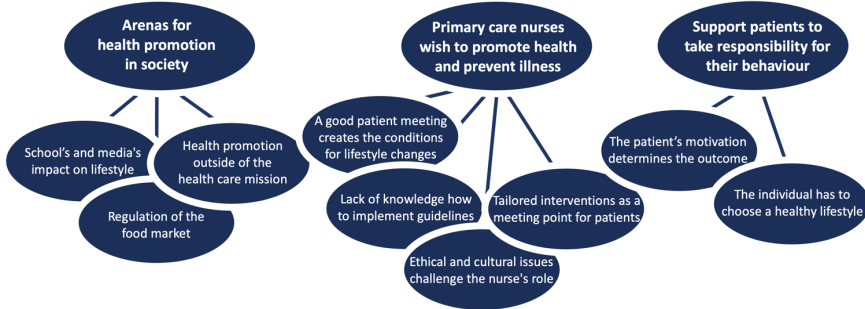 Arenas for
health promotion
in society
School's and media's
impact on lifestyle
Health promotion
outside of the
health care mission
Regulation of the
food market
Primary care nurses
wish to promote health
and prevent illness
A good patient meeting
creates the conditions
for lifestyle changes
Lack of knowledge how
to implement guidelines
Tailored interventions as a
meeting point for patients
Ethical and cultural issues
challenge the nurse's role
Support patients to
take responsibility for
their behaviour
The patient’s motivation
determines the outcome
The individual has to
choose a healthy lifestyle